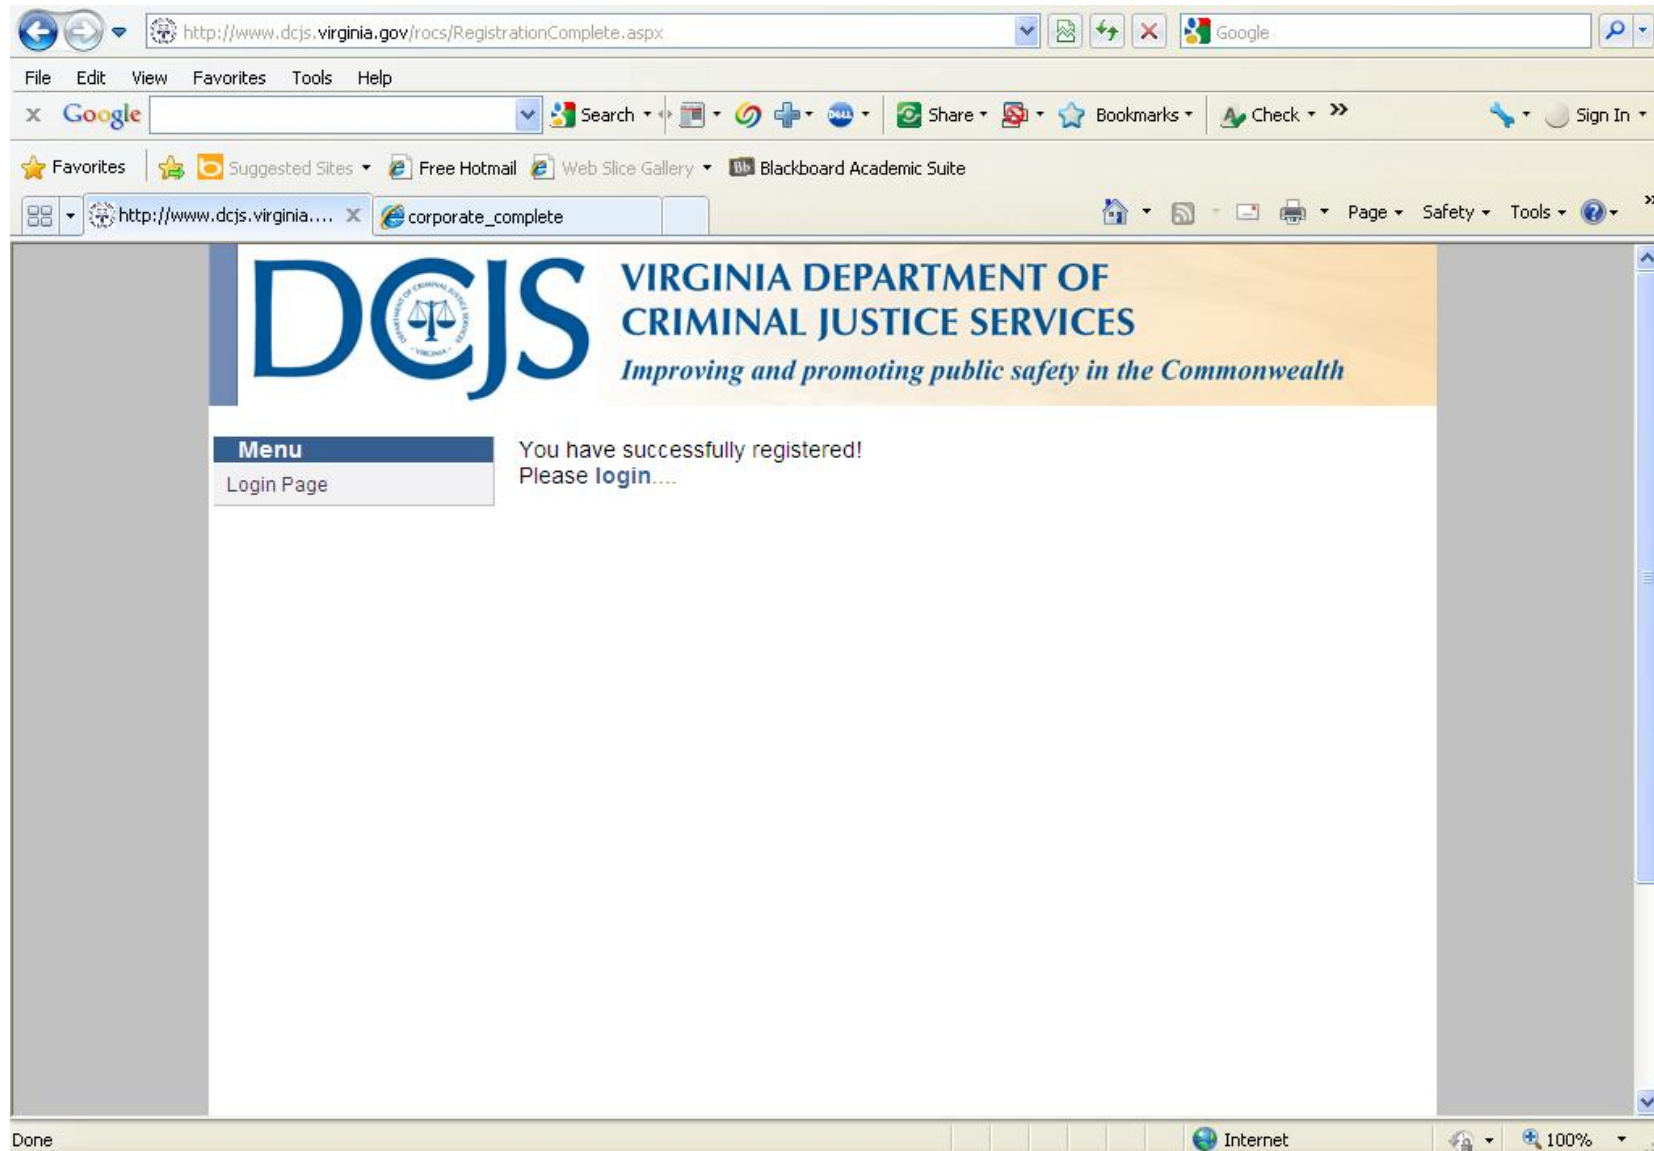 http://www.dcjs.virginia.gov/rocs/RegistrationComplete.aspx
Google
File Edit View Favorites Tools Help
x Google Search Share Bookmarks Check >> Sign In
Favorites Suggested Sites Free Hotmail Web Slice Gallery Bb Blackboard Academic Suite
http://www.dcjs.virginia.... X corporate_complete Page Safety Tools >>
DCJS
VIRGINIA DEPARTMENT OF
CRIMINAL JUSTICE SERVICES
Improving and promoting public safety in the Commonwealth
Menu
Login Page
You have successfully registered!
Please login....
Done Internet 100%